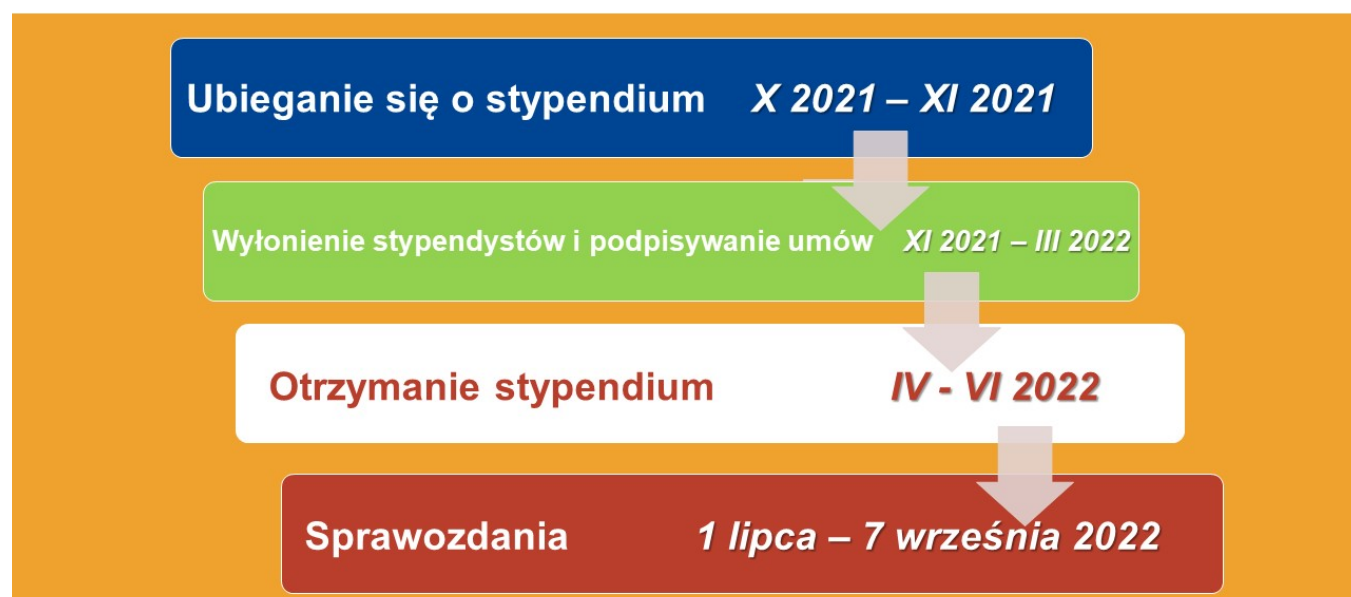 Ubieganie się o stypendium X 2021 – XI 2021
Wyłonienie stypendystów i podpisywanie umów XI 2021 – III 2022
Otrzymanie stypendium IV - VI 2022
Sprawozdania 1 lipca – 7 września 2022